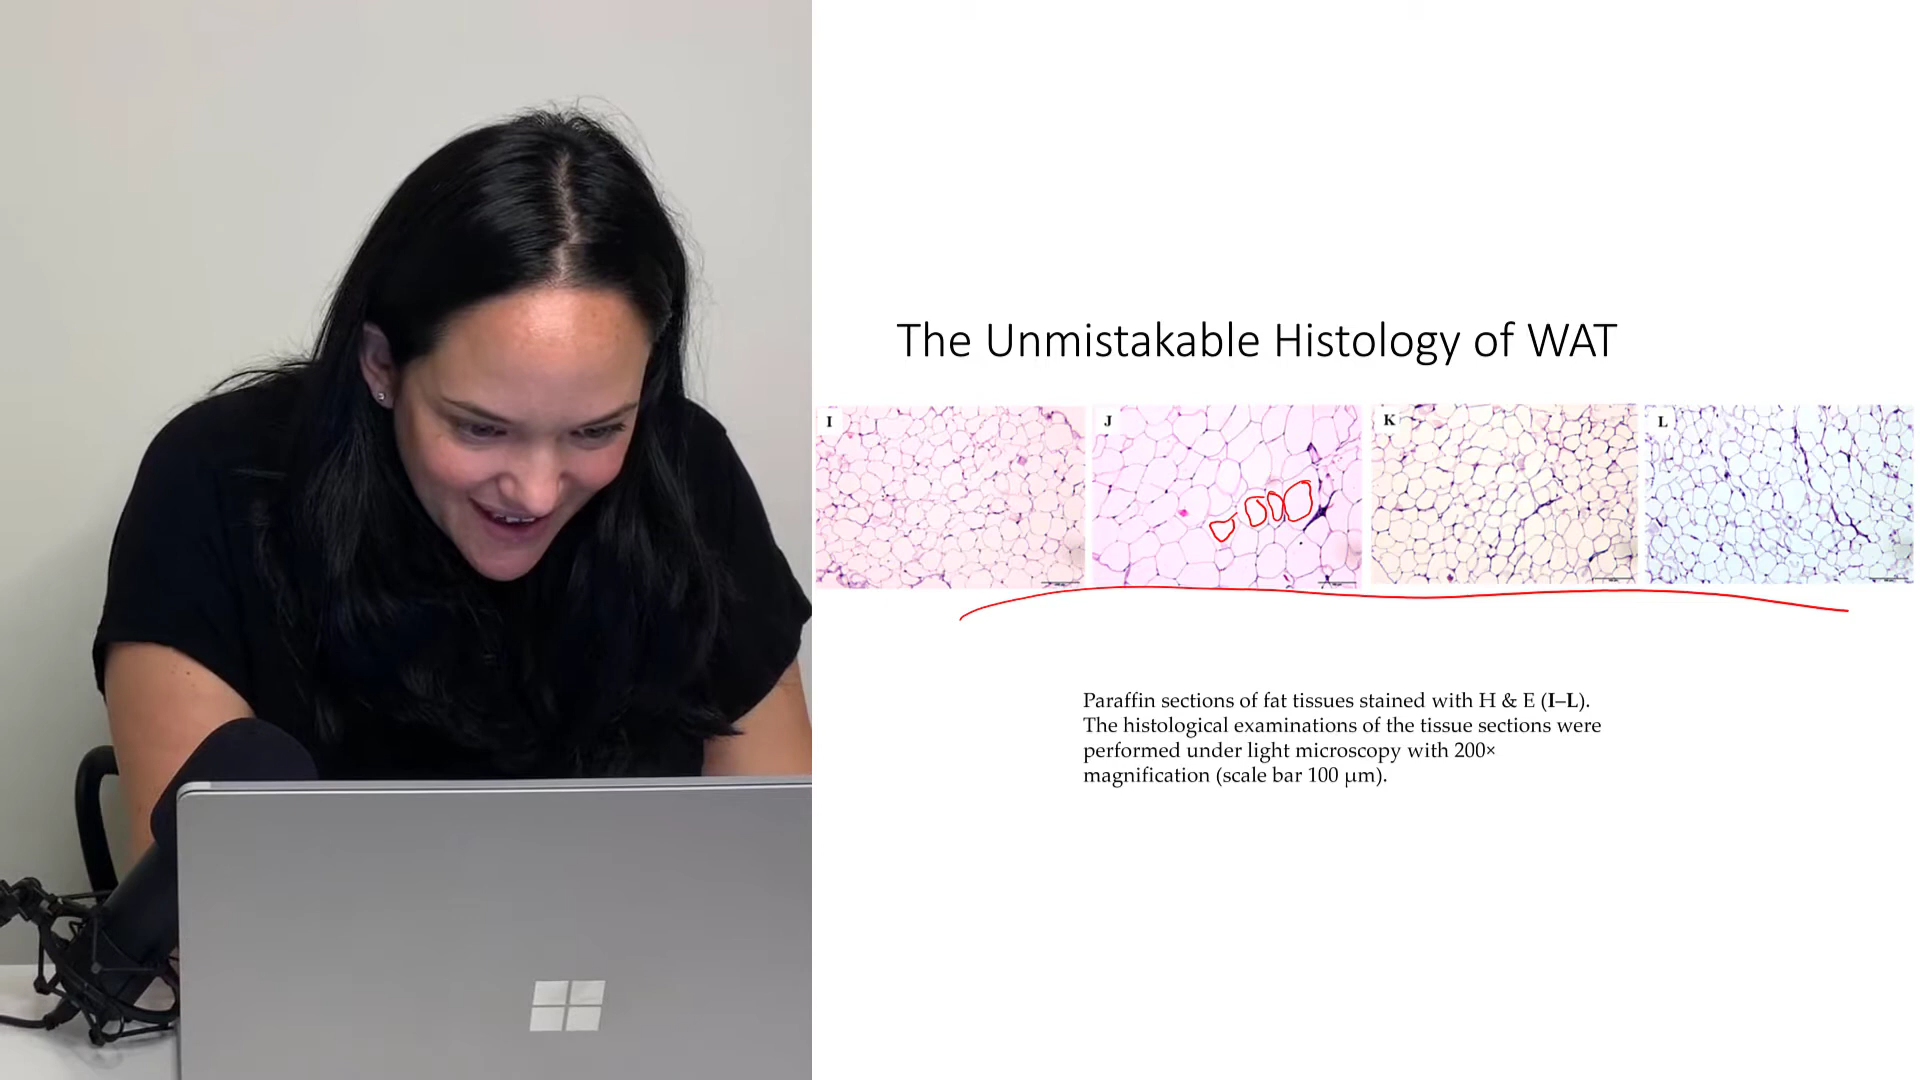 The Unmistakable Histology of WAT
I
J
K
L
Paraffin sections of fat tissues stained with H & E (I–L).
The histological examinations of the tissue sections were
performed under light microscopy with 200×
magnification (scale bar 100 µm).